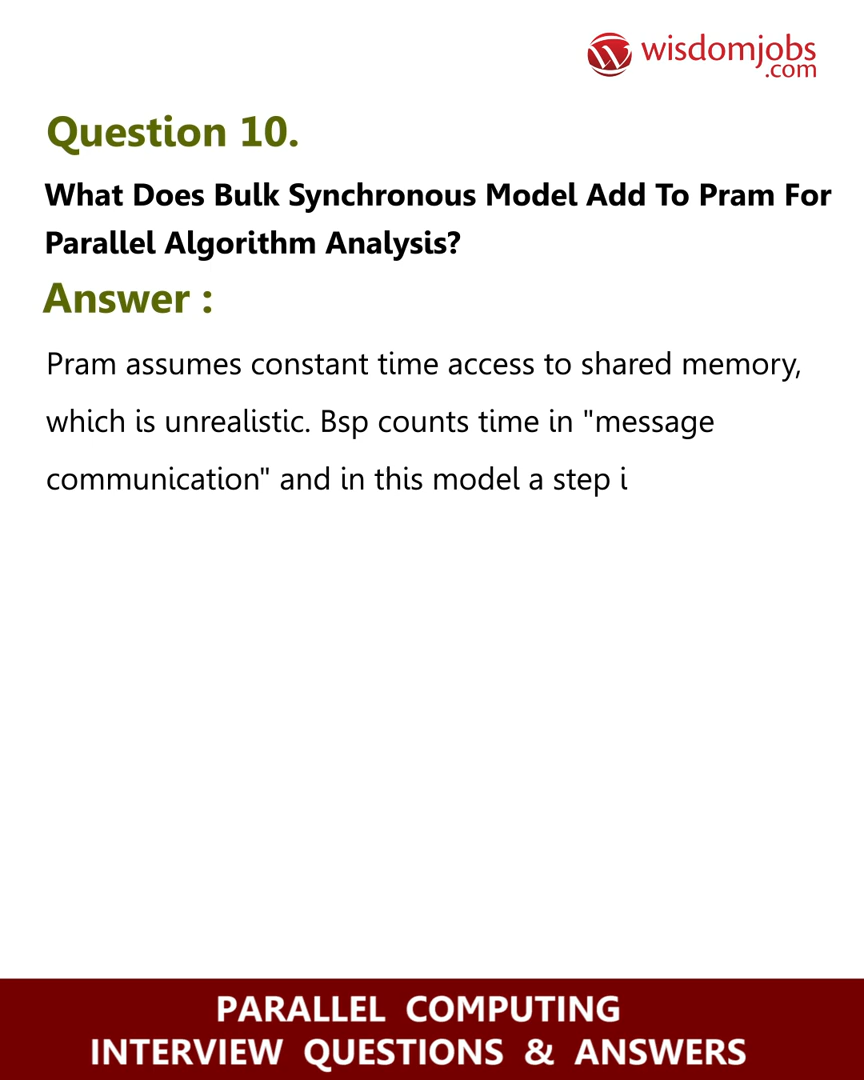 wisdomjobs
.com
Question 10.
What Does Bulk Synchronous Model Add To Pram For
Parallel Algorithm Analysis?
Answer :
Pram assumes constant time access to shared memory,
which is unrealistic. Bsp counts time in "message
communication" and in this model a step i
PARALLEL COMPUTING
INTERVIEW QUESTIONS & ANSWERS